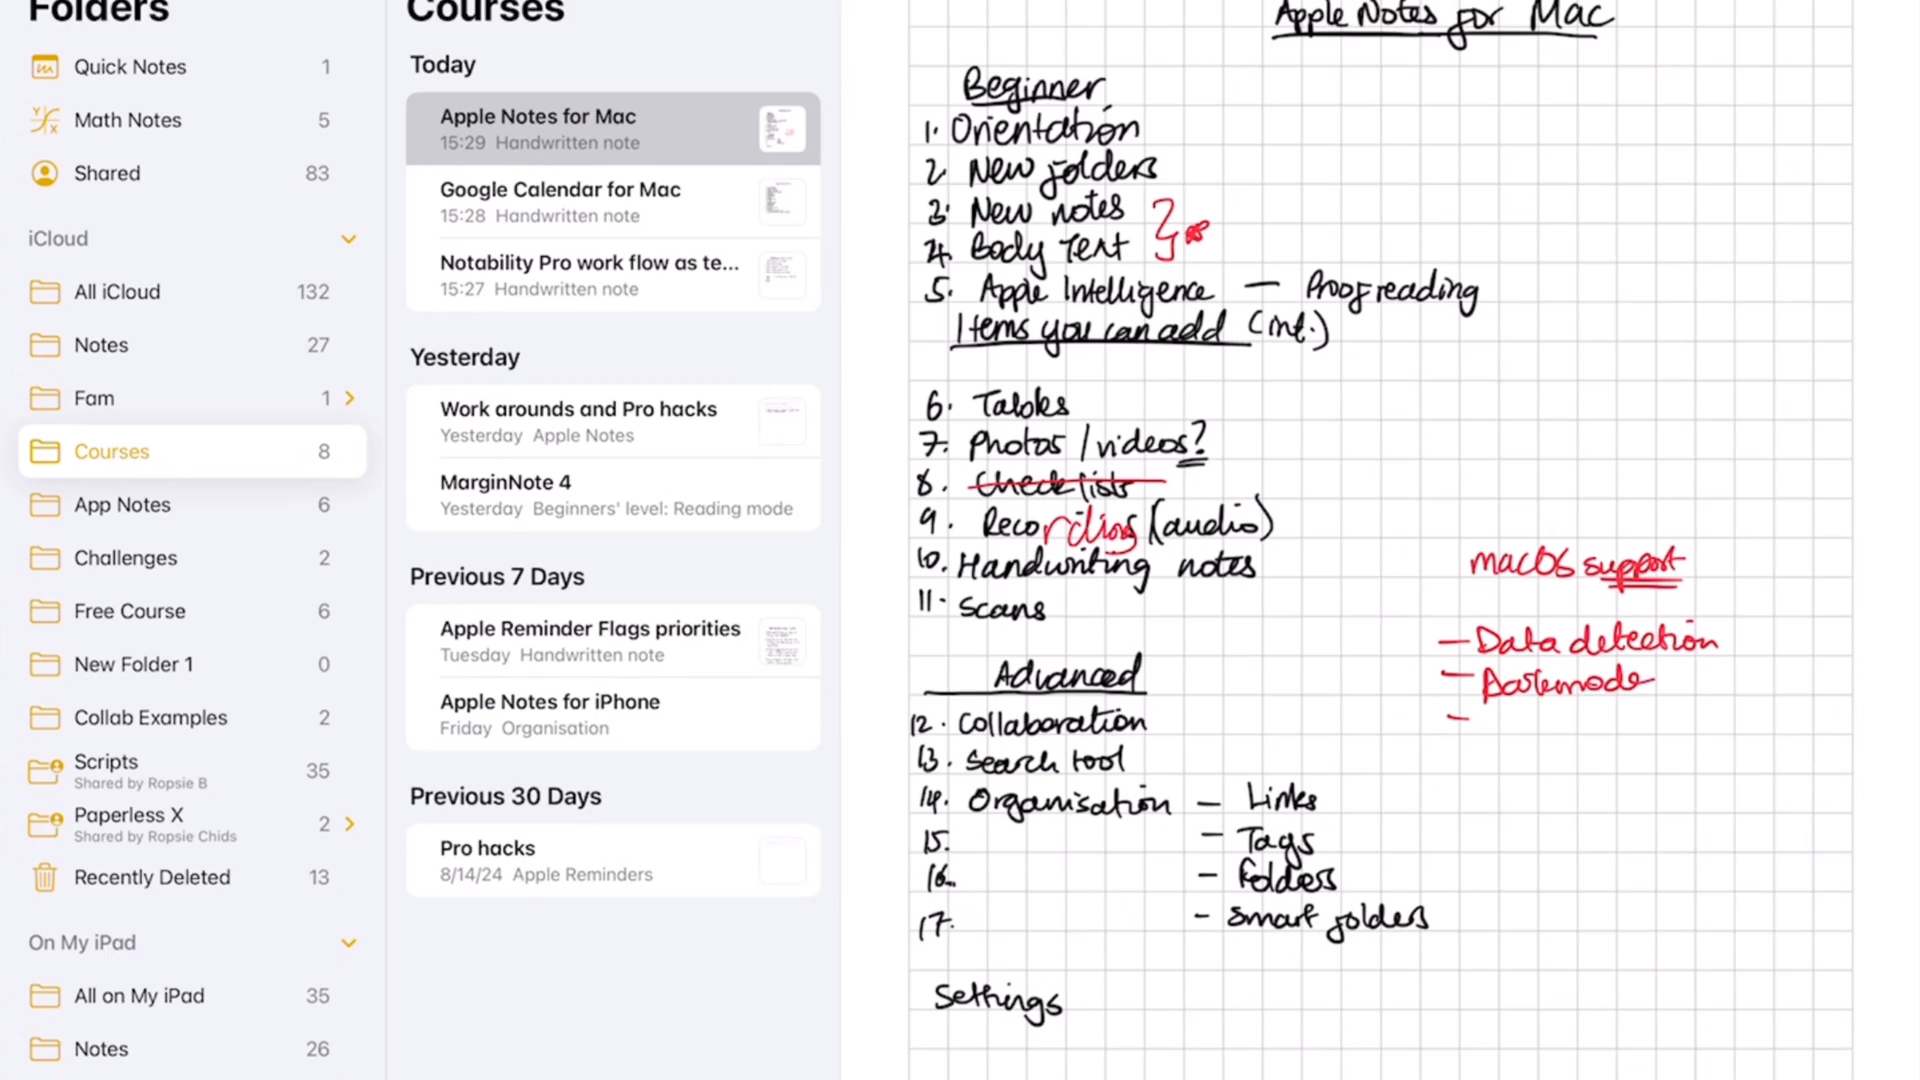 Folders
Quick Notes 1
Math Notes 5
Shared 83
iCloud
All iCloud 132
Notes 27
Fam 1
Courses 8
App Notes 6
Challenges 2
Free Course 6
New Folder 1 0
Collab Examples 2
Scripts 35
Shared by Ropsie B
Paperless X 2
Shared by Ropsie Chids
Recently Deleted 13
On My iPad
All on My iPad 35
Notes 26
Courses
Today
Apple Notes for Mac
15:29 Handwritten note
Google Calendar for Mac
15:28 Handwritten note
Notability Pro work flow as te...
15:27 Handwritten note
Yesterday
Work arounds and Pro hacks
Yesterday Apple Notes
MarginNote 4
Yesterday Beginners' level: Reading mode
Previous 7 Days
Apple Reminder Flags priorities
Tuesday Handwritten note
Apple Notes for iPhone
Friday Organisation
Previous 30 Days
Pro hacks
8/14/24 Apple Reminders
Apple Notes for Mac
Beginner
1. Orientation
2. New folders
3. New notes
4. Body Text
5. Apple Intelligence — Proofreading
Items you can add (int.)
6. Tables
7. Photos / videos?
8. Checklists
9. Recordings (audio)
10. Handwriting notes
11. Scans
macOS support
— Data detection
— Darkmode
—
Advanced
12. Collaboration
13. Search tool
14. Organisation — Links
15. — Tags
16. — Folders
17. - smart folders
Settings